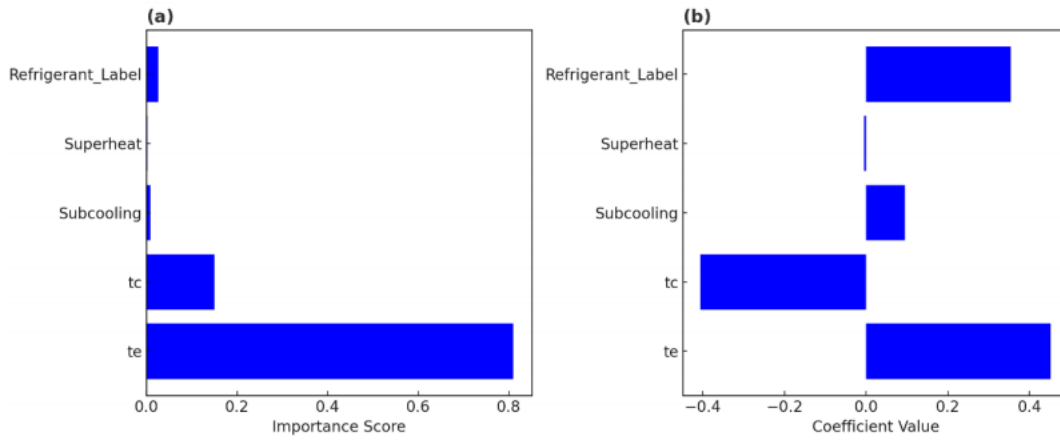 (a)
Refrigerant_Label
Superheat
Subcooling
tc
te
0.0 0.2 0.4 0.6 0.8
Importance Score
(b)
Refrigerant_Label
Superheat
Subcooling
tc
te
−0.4 −0.2 0.0 0.2 0.4
Coefficient Value